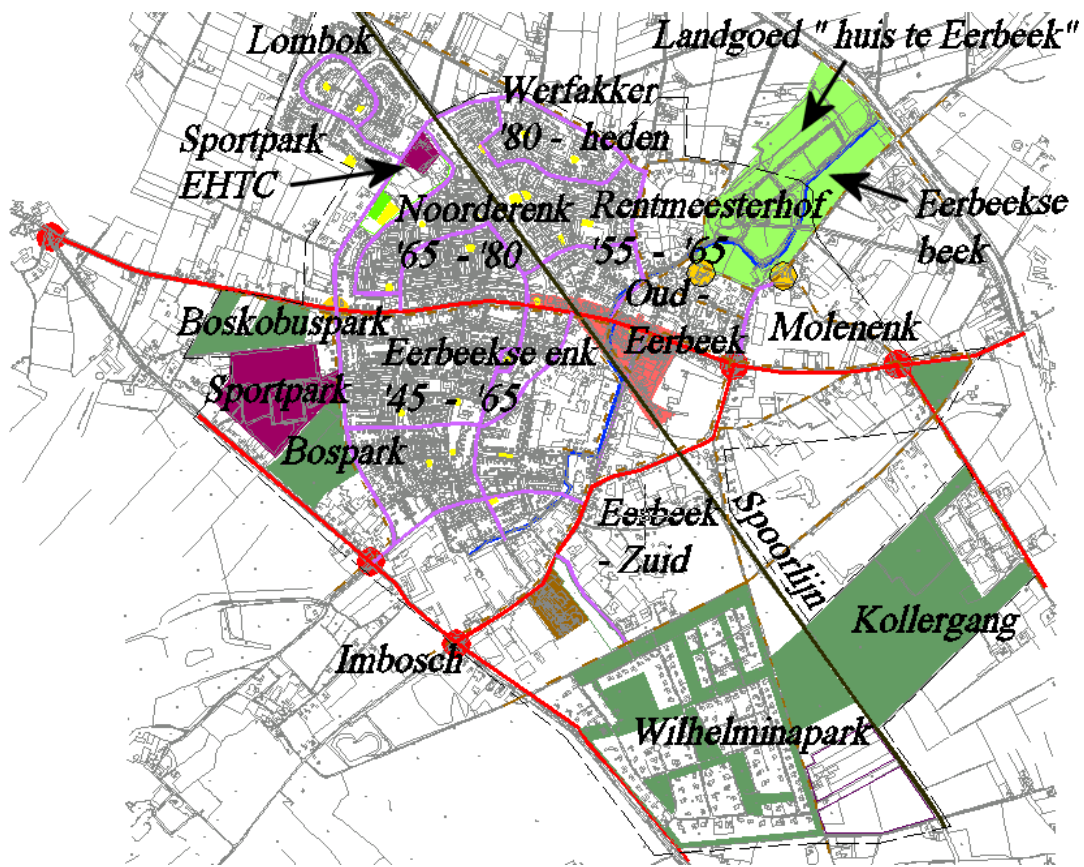 Lombok
Landgoed " huis te Eerbeek"
Werfakker
'80 - heden
Sportpark
EHTC
Noorderenk
'65 - '80
Rentmeesterhof
'55 - '65
Eerbeekse
beek
Oud -
Eerbeek
Molenenk
Boskobuspark
Eerbeekse enk
'45 - '65
Sportpark
Bospark
Eerbeek
- Zuid
Spoorlijn
Kollergang
Imbosch
Wilhelminapark